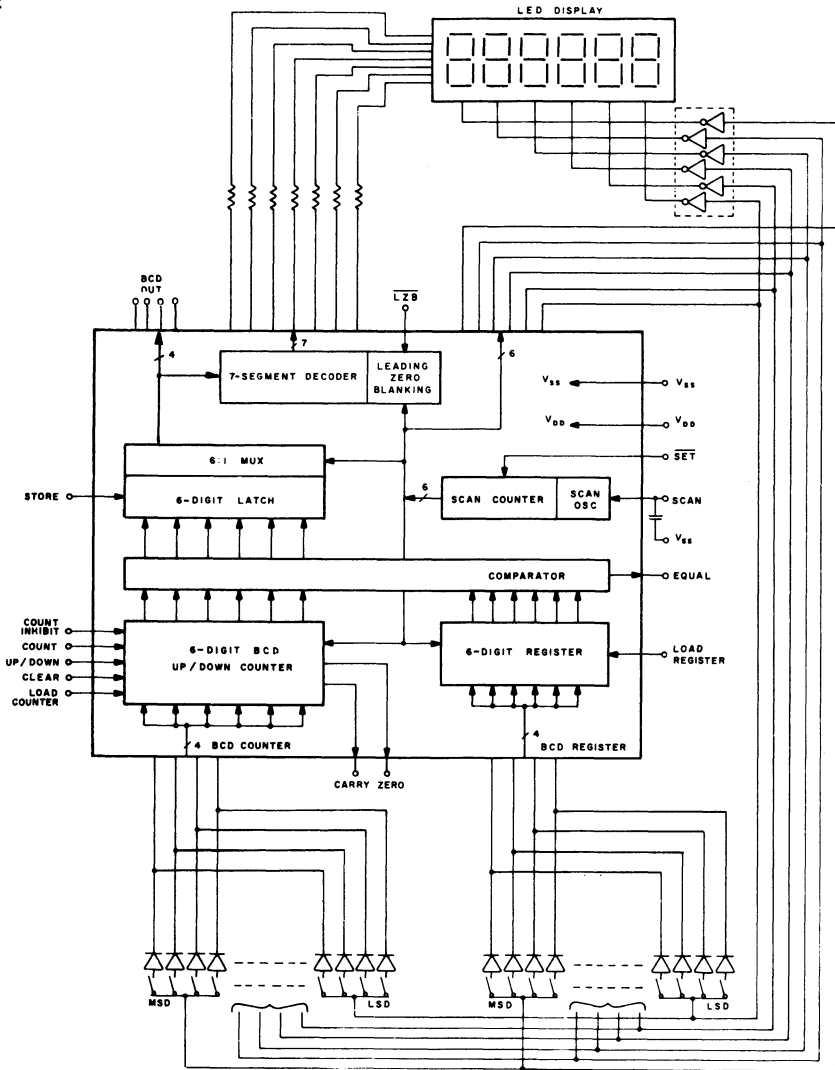 LED DISPLAY
BCD
OUT
LZB
4
7
6
7-SEGMENT DECODER
LEADING
ZERO
BLANKING
VSS
VSS
VDD
VDD
SET
6:1 MUX
6-DIGIT LATCH
STORE
6
SCAN COUNTER
SCAN
OSC
SCAN
VSS
COMPARATOR
EQUAL
COUNT
INHIBIT
COUNT
UP/DOWN
CLEAR
LOAD
COUNTER
6-DIGIT BCD
UP/DOWN COUNTER
6-DIGIT REGISTER
LOAD
REGISTER
4
BCD COUNTER
4
BCD REGISTER
CARRY ZERO
MSD
LSD
MSD
LSD